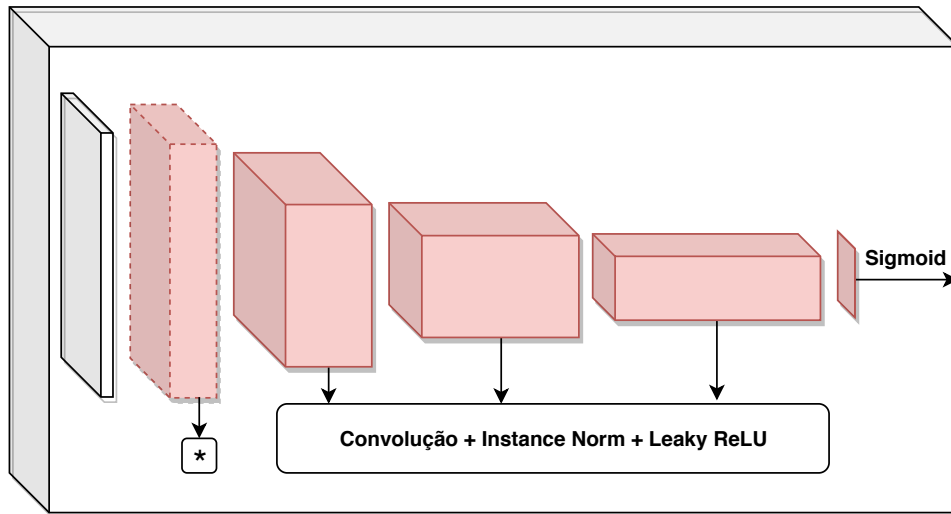 Sigmoid
Convolução + Instance Norm + Leaky ReLU
*